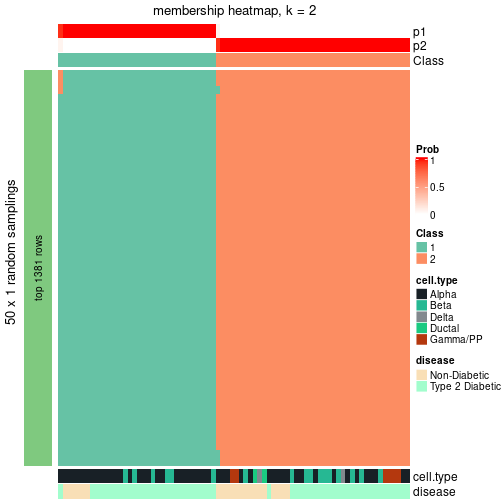 membership heatmap, k = 2
p1
p2
Class
50 x 1 random samplings
top 1381 rows
Prob
1
0.5
0
Class
1
2
cell.type
Alpha
Beta
Delta
Ductal
Gamma/PP
disease
Non-Diabetic
Type 2 Diabetic
cell.type
disease